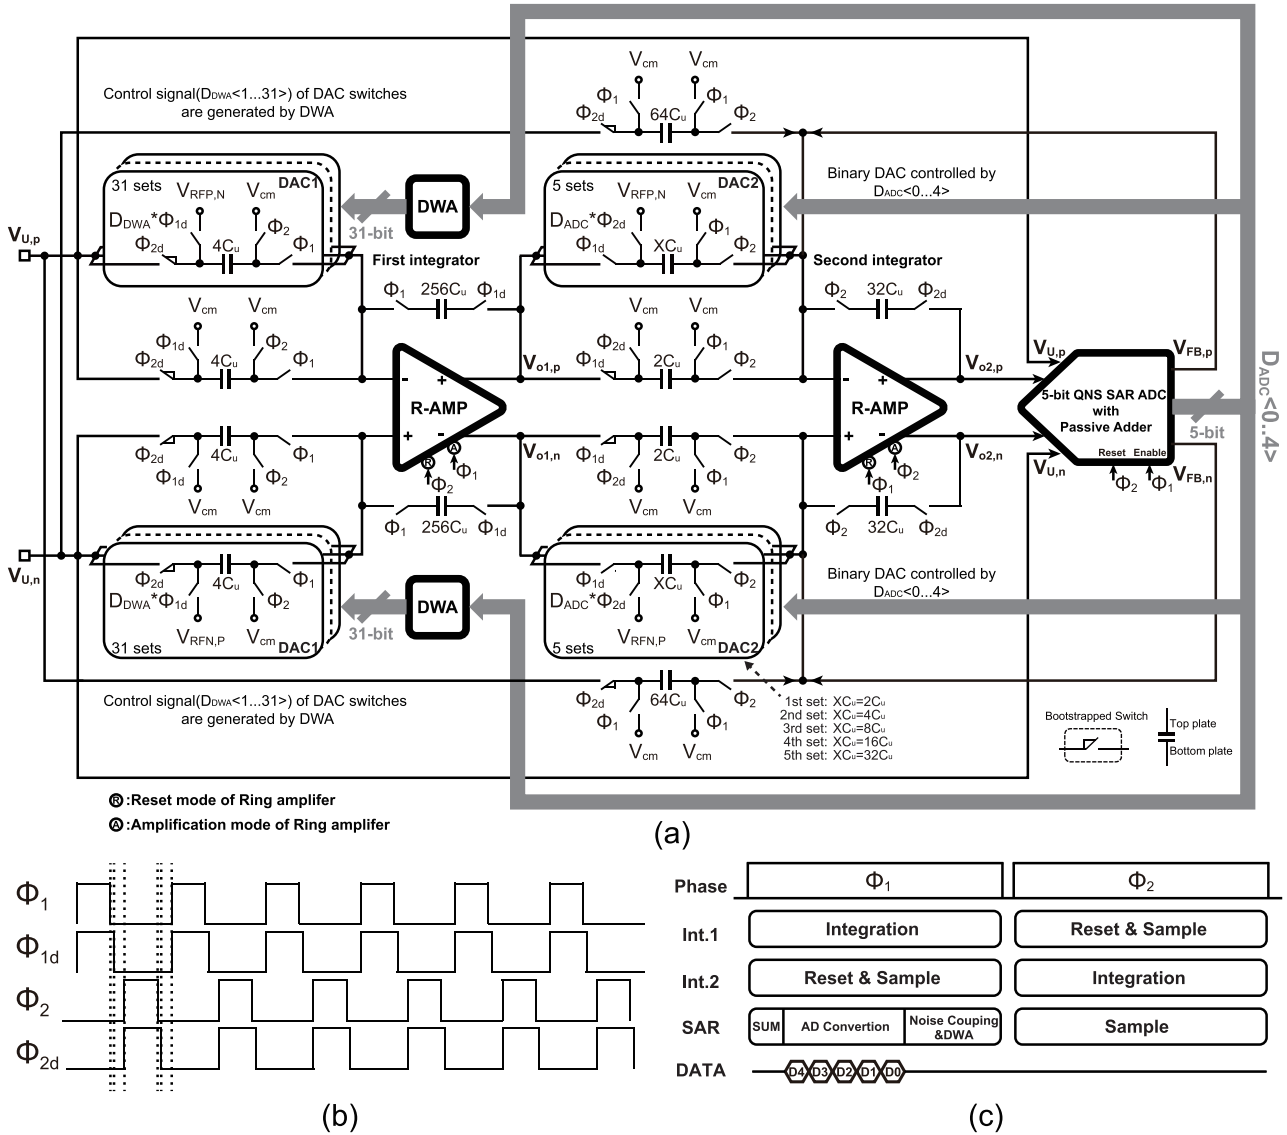 Vcm Vcm
Control signal(DDWA<1...31>) of DAC switches
are generated by DWA
Φ1
Φ2d 64Cu Φ2
31 sets DAC1
VRFP,N Vcm
DDWA*Φ1d Φ2
Φ2d 4Cu Φ1
DWA
31-bit
5 sets DAC2
VRFP,N Vcm
DADC*Φ2d Φ1
Φ1d XCu Φ2
Binary DAC controlled by
DADC<0...4>
VU,p
First integrator
Second integrator
Φ1 256Cu Φ1d
Φ2 32Cu Φ2d
Vcm Vcm
Φ1d Φ2
Φ2d 4Cu Φ1
Vcm Vcm
Φ2d Φ1
Φ1d 2Cu Φ2
- +
R-AMP
+ -
Vo1,p
- +
R-AMP
+ -
Vo2,p
VU,p
VFB,p
5-bit QNS SAR ADC
with
Passive Adder
Reset Enable
Φ2 Φ1
5-bit
DADC<0..4>
Φ2d 4Cu Φ1
Φ1d Φ2
Vcm Vcm
R A
Φ2 Φ1
Vo1,n
Φ1d 2Cu Φ2
Φ2d Φ1
Vcm Vcm
R A
Φ1 Φ2
Vo2,n
VU,n
VFB,n
Φ1 256Cu Φ1d
Φ2 32Cu Φ2d
VU,n
Φ2d 4Cu Φ1
DDWA*Φ1d Φ2
VRFN,P Vcm
31 sets DAC1
DWA
31-bit
Φ1d XCu Φ2
DADC*Φ2d Φ1
VRFN,P Vcm
5 sets DAC2
Binary DAC controlled by
DADC<0...4>
Control signal(DDWA<1...31>) of DAC switches
are generated by DWA
Φ2d 64Cu Φ2
Φ1 Φ1
Vcm Vcm
1st set: XCu=2Cu
2nd set: XCu=4Cu
3rd set: XCu=8Cu
4th set: XCu=16Cu
5th set: XCu=32Cu
Bootstrapped Switch
Top plate
Bottom plate
R :Reset mode of Ring amplifer
A :Amplification mode of Ring amplifer
(a)
Φ1
Φ1d
Φ2
Φ2d
(b)
Phase Φ1 Φ2
Int.1 Integration Reset & Sample
Int.2 Reset & Sample Integration
SAR SUM AD Convertion Noise Couping
&DWA Sample
DATA D4 D3 D2 D1 D0
(c)